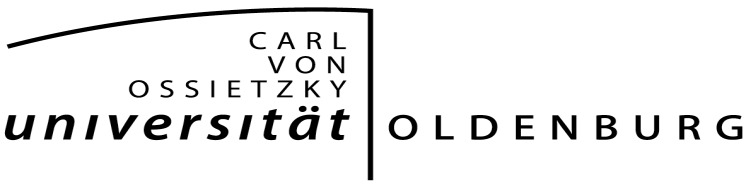 CARL
VON
OSSIETZKY
universität OLDENBURG